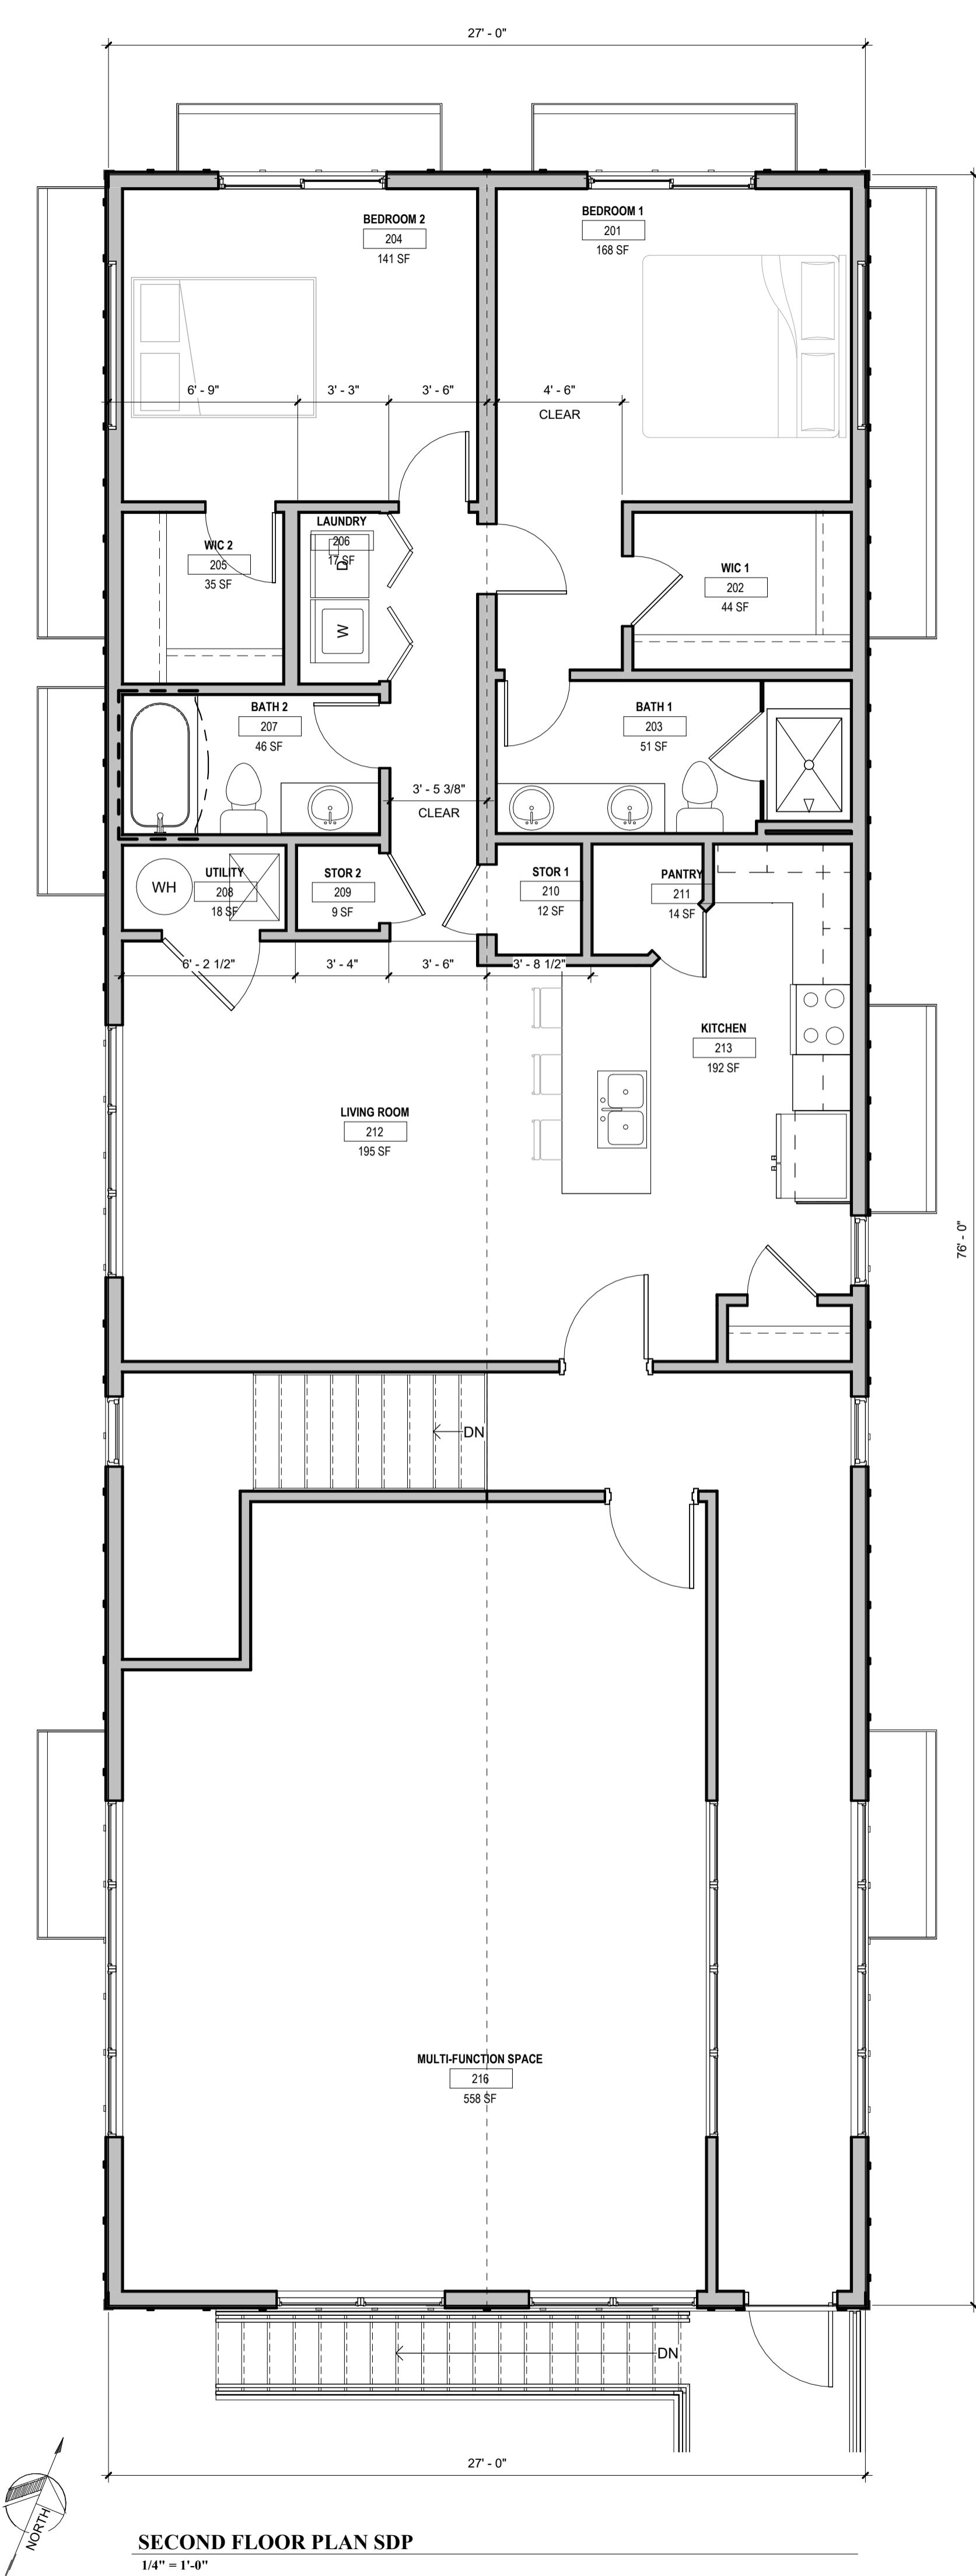 27' - 0"
BEDROOM 2
204
141 SF
BEDROOM 1
201
168 SF
6' - 9"
3' - 3"
3' - 6"
4' - 6"
CLEAR
LAUNDRY
206
17 SF
D
W
WIC 2
205
35 SF
WIC 1
202
44 SF
BATH 2
207
46 SF
BATH 1
203
51 SF
3' - 5 3/8"
CLEAR
WH
UTILITY
208
18 SF
STOR 2
209
9 SF
STOR 1
210
12 SF
PANTRY
211
14 SF
6' - 2 1/2"
3' - 4"
3' - 6"
3' - 8 1/2"
KITCHEN
213
192 SF
LIVING ROOM
212
195 SF
76' - 0"
DN
MULTI-FUNCTION SPACE
216
558 SF
DN
27' - 0"
NORTH
SECOND FLOOR PLAN SDP
1/4" = 1'-0"